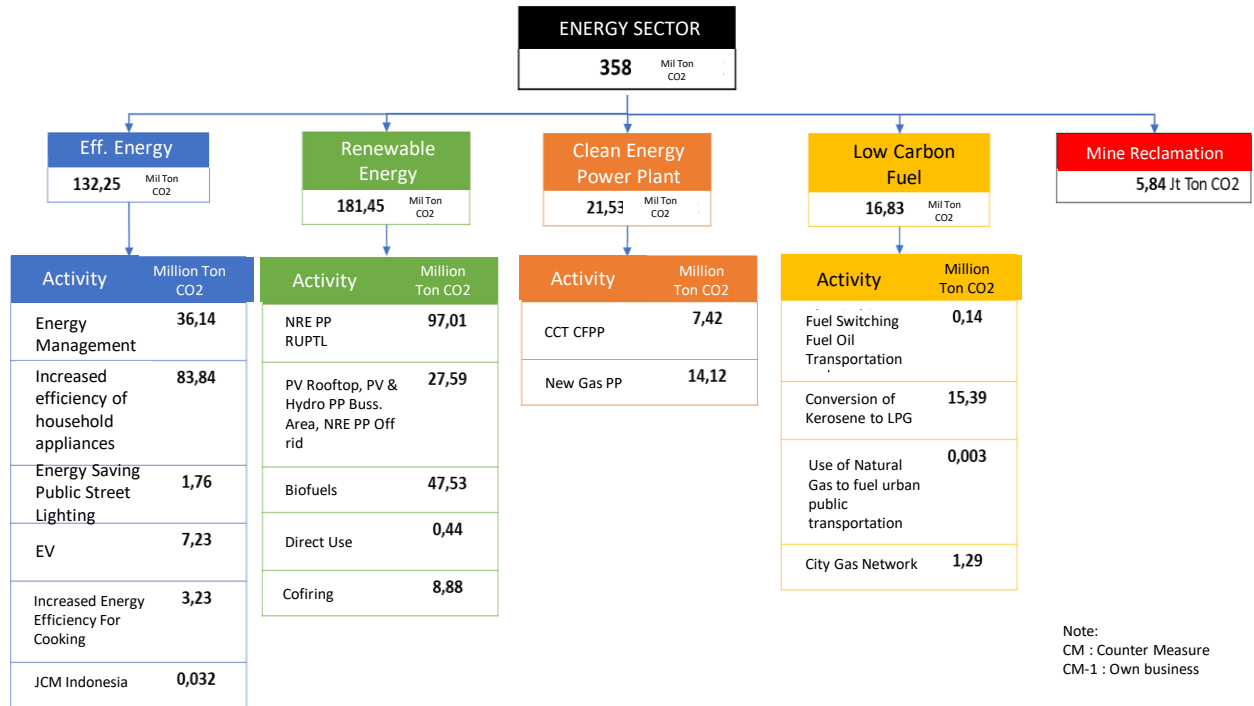 ENERGY SECTOR
358
Mil Ton
CO2
Eff. Energy
132,25
Mil Ton
CO2
Renewable
Energy
181,45
Mil Ton
CO2
Clean Energy
Power Plant
21,53
Mil Ton
CO2
Low Carbon
Fuel
16,83
Mil Ton
CO2
Mine Reclamation
5,84 Jt Ton CO2
Activity
Million Ton
CO2
Energy
Management
36,14
Increased
efficiency of
household
appliances
83,84
Energy Saving
Public Street
Lighting
1,76
EV
7,23
Increased Energy
Efficiency For
Cooking
3,23
JCM Indonesia
0,032
Activity
Million
Ton CO2
NRE PP
RUPTL
97,01
PV Rooftop, PV &
Hydro PP Buss.
Area, NRE PP Off
rid
27,59
Biofuels
47,53
Direct Use
0,44
Cofiring
8,88
Activity
Million
Ton CO2
CCT CFPP
7,42
New Gas PP
14,12
Activity
Million
Ton CO2
Fuel Switching
Fuel Oil
Transportation
0,14
Conversion of
Kerosene to LPG
15,39
Use of Natural
Gas to fuel urban
public
transportation
0,003
City Gas Network
1,29
Note:
CM : Counter Measure
CM-1 : Own business